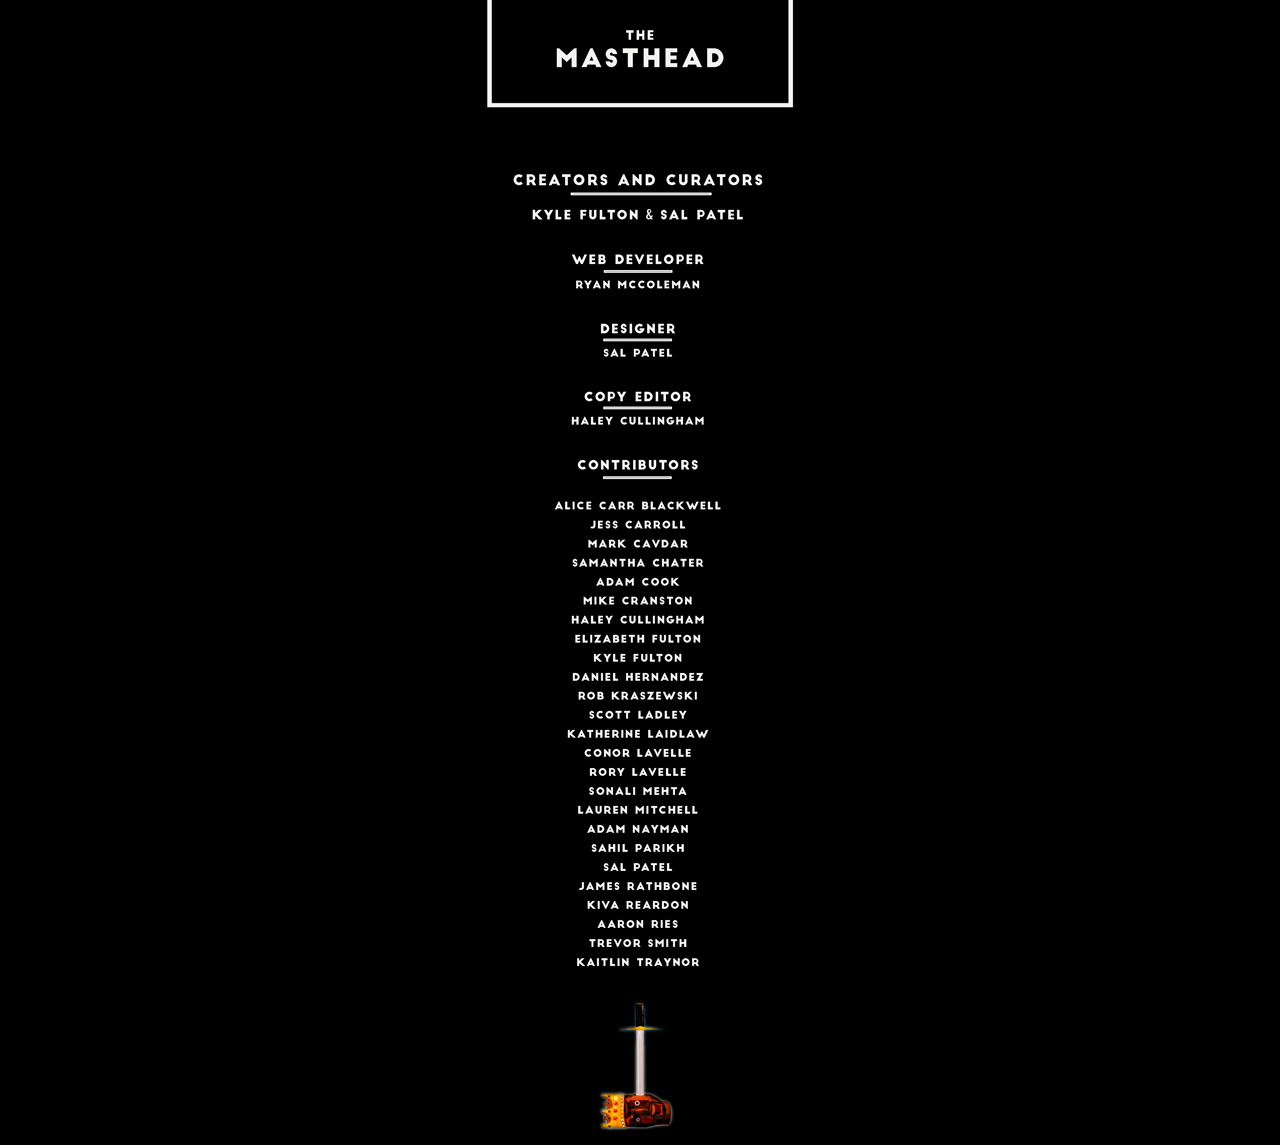 THE
MASTHEAD
CREATORS AND CURATORS
KYLE FULTON & SAL PATEL
WEB DEVELOPER
RYAN MCCOLEMAN
DESIGNER
SAL PATEL
COPY EDITOR
HALEY CULLINGHAM
CONTRIBUTORS
ALICE CARR BLACKWELL
JESS CARROLL
MARK CAVDAR
SAMANTHA CHATER
ADAM COOK
MIKE CRANSTON
HALEY CULLINGHAM
ELIZABETH FULTON
KYLE FULTON
DANIEL HERNANDEZ
ROB KRASZEWSKI
SCOTT LADLEY
KATHERINE LAIDLAW
CONOR LAVELLE
RORY LAVELLE
SONALI MEHTA
LAUREN MITCHELL
ADAM NAYMAN
SAHIL PARIKH
SAL PATEL
JAMES RATHBONE
KIVA REARDON
AARON RIES
TREVOR SMITH
KAITLIN TRAYNOR